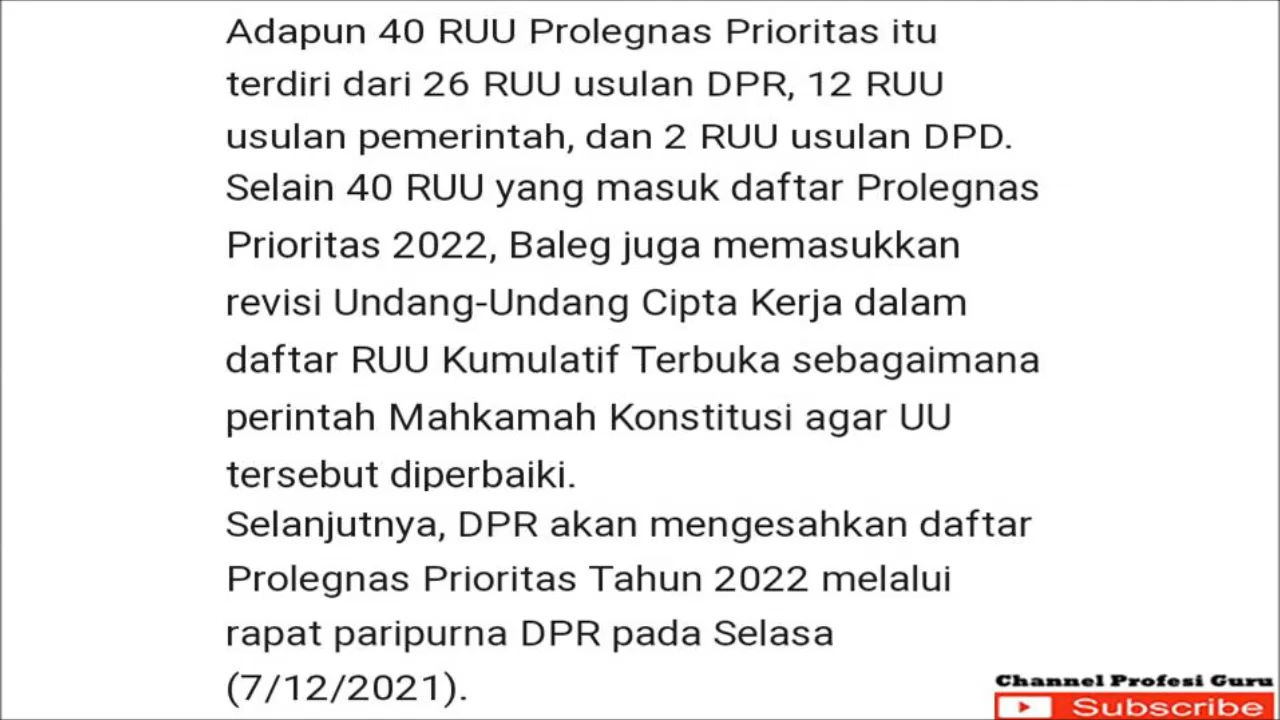 Adapun 40 RUU Prolegnas Prioritas itu
terdiri dari 26 RUU usulan DPR, 12 RUU
usulan pemerintah, dan 2 RUU usulan DPD.
Selain 40 RUU yang masuk daftar Prolegnas
Prioritas 2022, Baleg juga memasukkan
revisi Undang-Undang Cipta Kerja dalam
daftar RUU Kumulatif Terbuka sebagaimana
perintah Mahkamah Konstitusi agar UU
tersebut diperbaiki.
Selanjutnya, DPR akan mengesahkan daftar
Prolegnas Prioritas Tahun 2022 melalui
rapat paripurna DPR pada Selasa
(7/12/2021).
Channel Profesi Guru
Subscribe